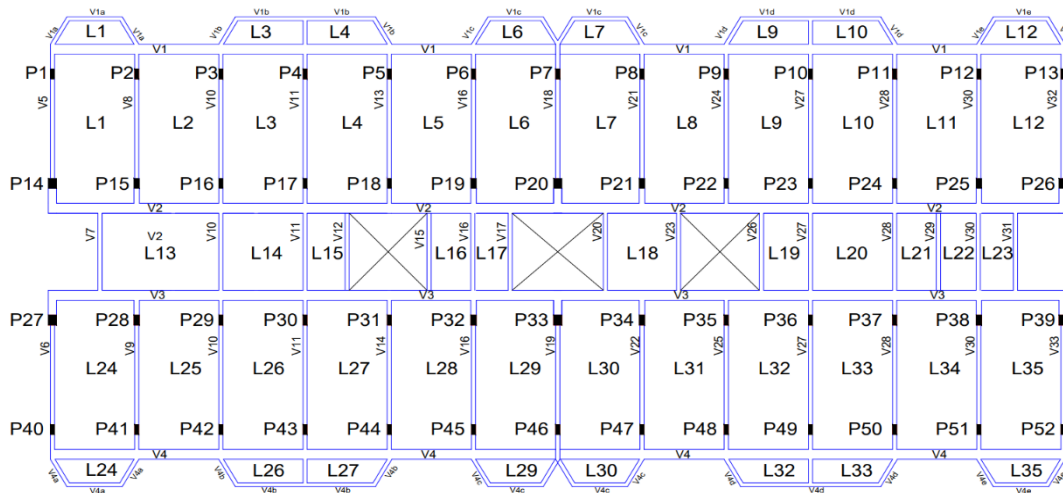 V1a V1b V1b V1c V1c V1d V1d V1e
V1a L1 V1a V1b L3 L4 V1b V1c L6 L7 V1c V1d L9 L10 V1d V1e L12
V1 V1 V1 V1
P1 P2 P3 P4 P5 P6 P7 P8 P9 P10 P11 P12 P13
V5 V8 V10 V11 V13 V16 V18 V21 V24 V27 V28 V30 V32
L1 L2 L3 L4 L5 L6 L7 L8 L9 L10 L11 L12
P14 P15 P16 P17 P18 P19 P20 P21 P22 P23 P24 P25 P26
V2 V2 V2 V2
V7 V2 V10 V11 V12 V15 V16 V17 V20 V23 V26 V27 V28 V29 V30 V31
L13 L14 L15 L16 L17 L18 L19 L20 L21 L22 L23
V3 V3 V3 V3
P27 P28 P29 P30 P31 P32 P33 P34 P35 P36 P37 P38 P39
V6 V9 V10 V11 V14 V16 V19 V22 V25 V27 V28 V30 V33
L24 L25 L26 L27 L28 L29 L30 L31 L32 L33 L34 L35
P40 P41 P42 P43 P44 P45 P46 P47 P48 P49 P50 P51 P52
V4 V4 V4 V4
V4a L24 V4a V4b L26 L27 V4b V4c L29 L30 V4c V4d L32 L33 V4d V4e L35
V4a V4b V4b V4c V4c V4d V4e